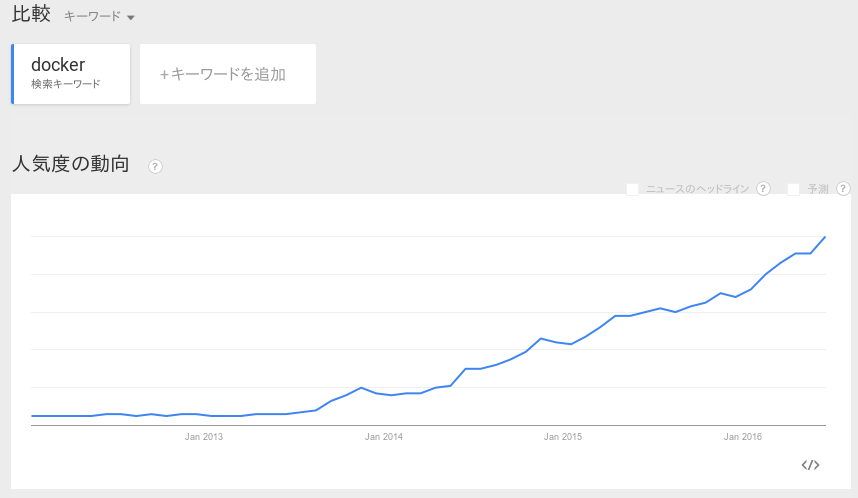 比較 キーワード
docker
検索キーワード
+キーワードを追加
人気度の動向 ?
ニュースのヘッドライン ? 予測 ?
Jan 2013 Jan 2014 Jan 2015 Jan 2016
</>